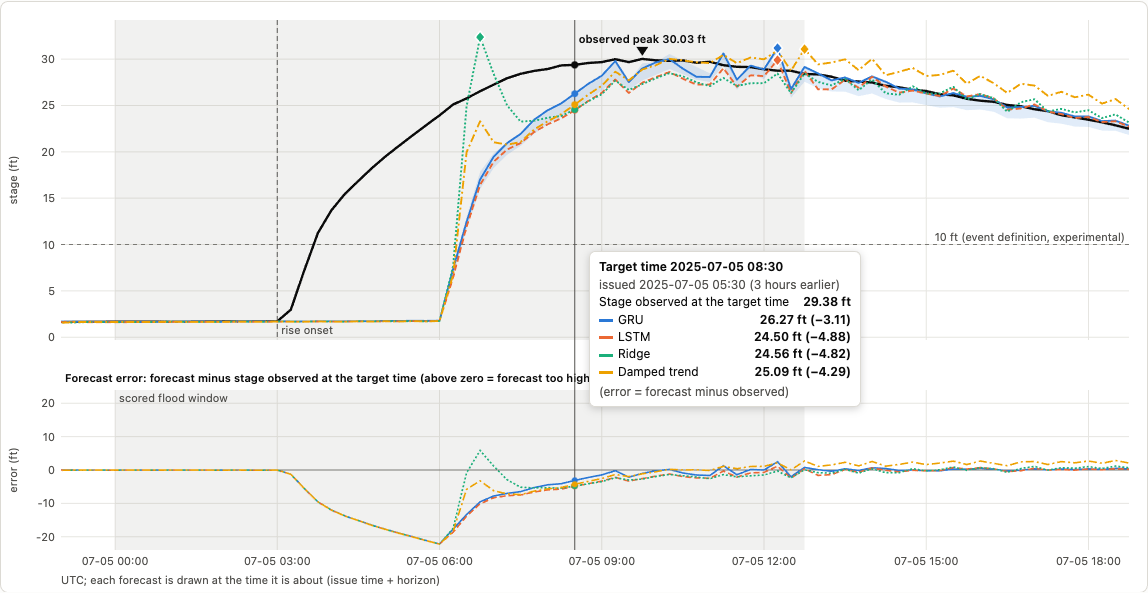 observed peak 30.03 ft
30
25
20
15
10
5
0
stage (ft)
10 ft (event definition, experimental)
rise onset
Target time 2025-07-05 08:30
issued 2025-07-05 05:30 (3 hours earlier)
Stage observed at the target time 29.38 ft
GRU 26.27 ft (−3.11)
LSTM 24.50 ft (−4.88)
Ridge 24.56 ft (−4.82)
Damped trend 25.09 ft (−4.29)
(error = forecast minus observed)
Forecast error: forecast minus stage observed at the target time (above zero = forecast too high
scored flood window
20
10
0
-10
-20
error (ft)
07-05 00:00 07-05 03:00 07-05 06:00 07-05 09:00 07-05 12:00 07-05 15:00 07-05 18:00
UTC; each forecast is drawn at the time it is about (issue time + horizon)